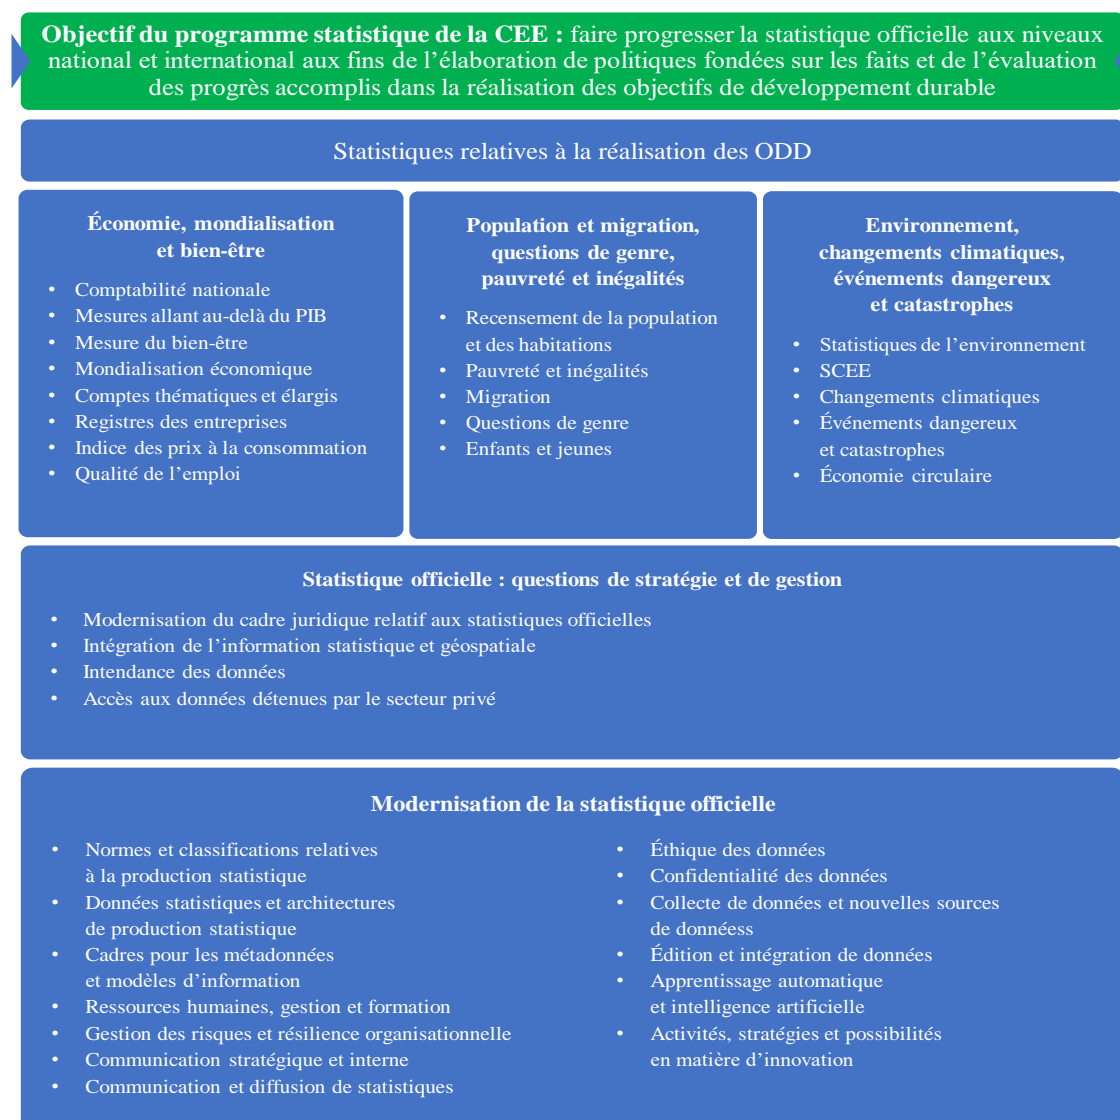 Objectif du programme statistique de la CEE : faire progresser la statistique officielle aux niveaux
national et international aux fins de l’élaboration de politiques fondées sur les faits et de l’évaluation
des progrès accomplis dans la réalisation des objectifs de développement durable
Statistiques relatives à la réalisation des ODD
Économie, mondialisation
et bien-être
• Comptabilité nationale
• Mesures allant au-delà du PIB
• Mesure du bien-être
• Mondialisation économique
• Comptes thématiques et élargis
• Registres des entreprises
• Indice des prix à la consommation
• Qualité de l’emploi
Population et migration,
questions de genre,
pauvreté et inégalités
• Recensement de la population
et des habitations
• Pauvreté et inégalités
• Migration
• Questions de genre
• Enfants et jeunes
Environnement,
changements climatiques,
événements dangereux
et catastrophes
• Statistiques de l’environnement
• SCEE
• Changements climatiques
• Événements dangereux
et catastrophes
• Économie circulaire
Statistique officielle : questions de stratégie et de gestion
• Modernisation du cadre juridique relatif aux statistiques officielles
• Intégration de l’information statistique et géospatiale
• Intendance des données
• Accès aux données détenues par le secteur privé
Modernisation de la statistique officielle
• Normes et classifications relatives
à la production statistique
• Données statistiques et architectures
de production statistique
• Cadres pour les métadonnées
et modèles d’information
• Ressources humaines, gestion et formation
• Gestion des risques et résilience organisationnelle
• Communication stratégique et interne
• Communication et diffusion de statistiques
• Éthique des données
• Confidentialité des données
• Collecte de données et nouvelles sources
de donnéess
• Édition et intégration de données
• Apprentissage automatique
et intelligence artificielle
• Activités, stratégies et possibilités
en matière d’innovation